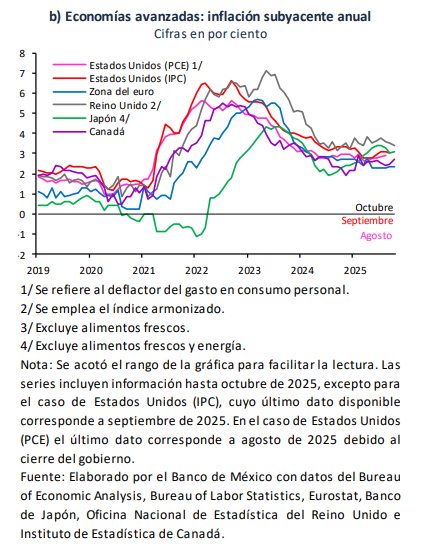 b) Economías avanzadas: inflación subyacente anual
Cifras en por ciento
8
7
6
5
4
3
2
1
0
-1
-2
Estados Unidos (PCE) 1/
Estados Unidos (IPC)
Zona del euro
Reino Unido 2/
Japón 4/
Canadá
Octubre
Septiembre
Agosto
2019 2020 2021 2022 2023 2024 2025
1/ Se refiere al deflactor del gasto en consumo personal.
2/ Se emplea el índice armonizado.
3/ Excluye alimentos frescos.
4/ Excluye alimentos frescos y energía.
Nota: Se acotó el rango de la gráfica para facilitar la lectura. Las
series incluyen información hasta octubre de 2025, excepto para
el caso de Estados Unidos (IPC), cuyo último dato disponible
corresponde a septiembre de 2025. En el caso de Estados Unidos
(PCE) el último dato corresponde a agosto de 2025 debido al
cierre del gobierno.
Fuente: Elaborado por el Banco de México con datos del Bureau
of Economic Analysis, Bureau of Labor Statistics, Eurostat, Banco
de Japón, Oficina Nacional de Estadística del Reino Unido e
Instituto de Estadística de Canadá.